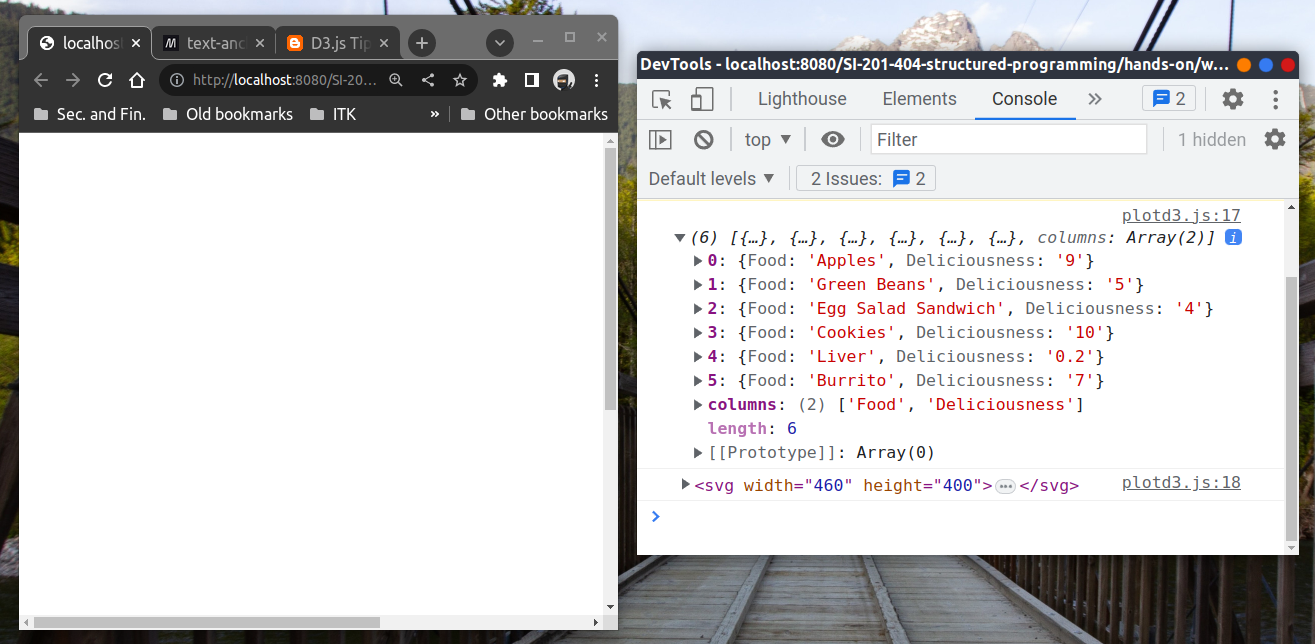 localhos
text-anc
D3.js Tip
http://localhost:8080/SI-20...
Sec. and Fin.
Old bookmarks
ITK
»
Other bookmarks
DevTools - localhost:8080/SI-201-404-structured-programming/hands-on/w...
Lighthouse
Elements
Console
2
top
Filter
1 hidden
Default levels
2 Issues: 2
plotd3.js:17
(6) [{…}, {…}, {…}, {…}, {…}, {…}, columns: Array(2)] i
0: {Food: 'Apples', Deliciousness: '9'}
1: {Food: 'Green Beans', Deliciousness: '5'}
2: {Food: 'Egg Salad Sandwich', Deliciousness: '4'}
3: {Food: 'Cookies', Deliciousness: '10'}
4: {Food: 'Liver', Deliciousness: '0.2'}
5: {Food: 'Burrito', Deliciousness: '7'}
columns: (2) ['Food', 'Deliciousness']
length: 6
[[Prototype]]: Array(0)
<svg width="460" height="400">…</svg>
plotd3.js:18